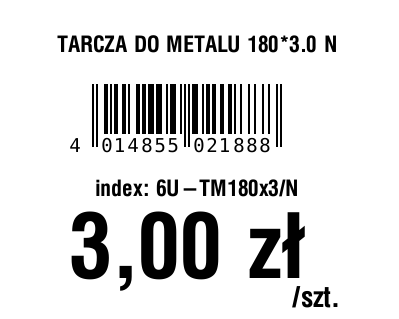 TARCZA DO METALU 180*3.0 N
4 014855 021888
index: 6U–TM180x3/N
3,00 zł
/szt.